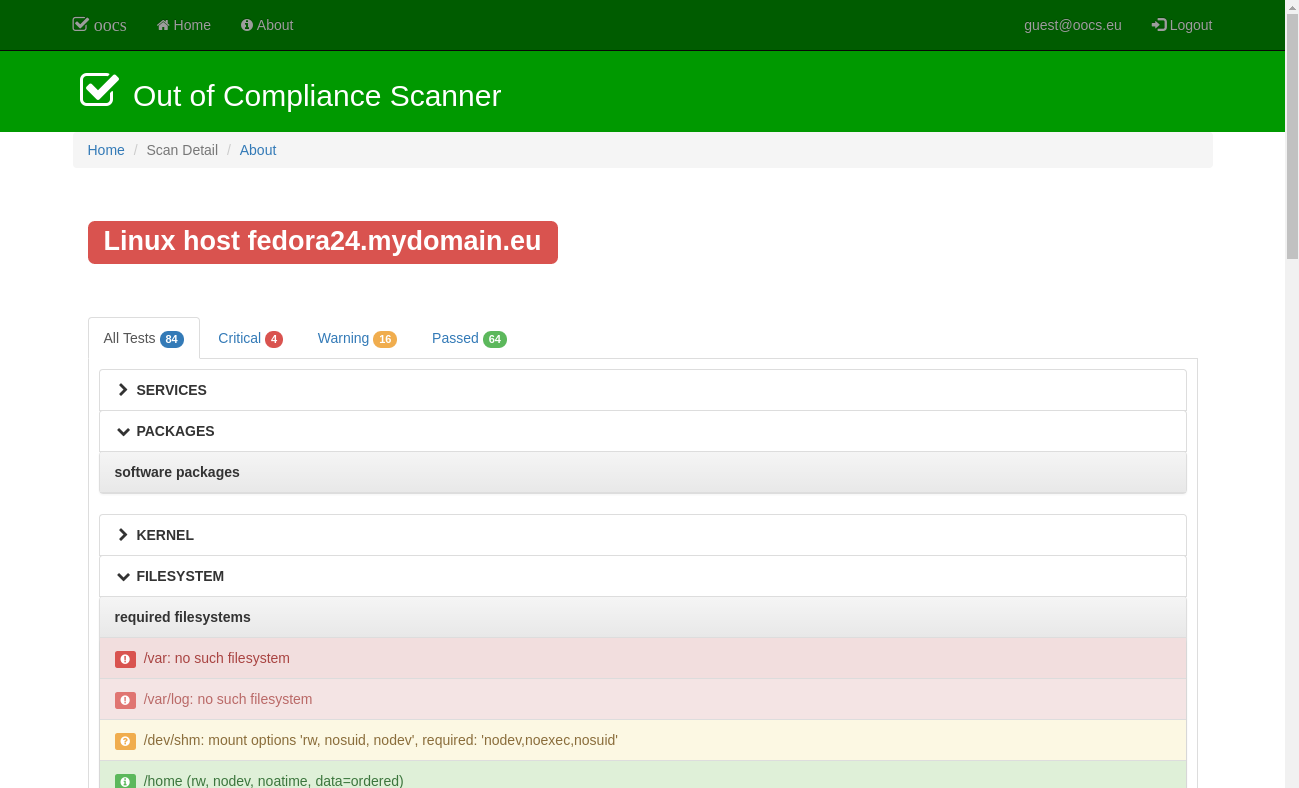 oocs Home About guest@oocs.eu Logout
Out of Compliance Scanner
Home / Scan Detail / About
Linux host fedora24.mydomain.eu
All Tests 84 Critical 4 Warning 16 Passed 64
SERVICES
PACKAGES
software packages
KERNEL
FILESYSTEM
required filesystems
/var: no such filesystem
/var/log: no such filesystem
/dev/shm: mount options 'rw, nosuid, nodev', required: 'nodev,noexec,nosuid'
/home (rw, nodev, noatime, data=ordered)